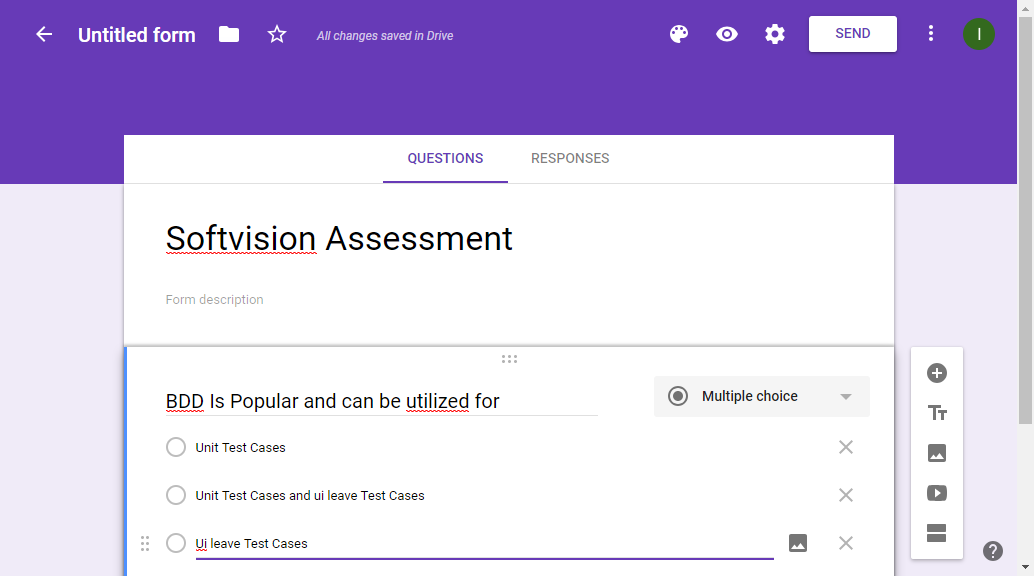 Untitled form
All changes saved in Drive
SEND
I
QUESTIONS
RESPONSES
Softvision Assessment
Form description
BDD Is Popular and can be utilized for
Multiple choice
Unit Test Cases
Unit Test Cases and ui leave Test Cases
Ui leave Test Cases
Tт
?